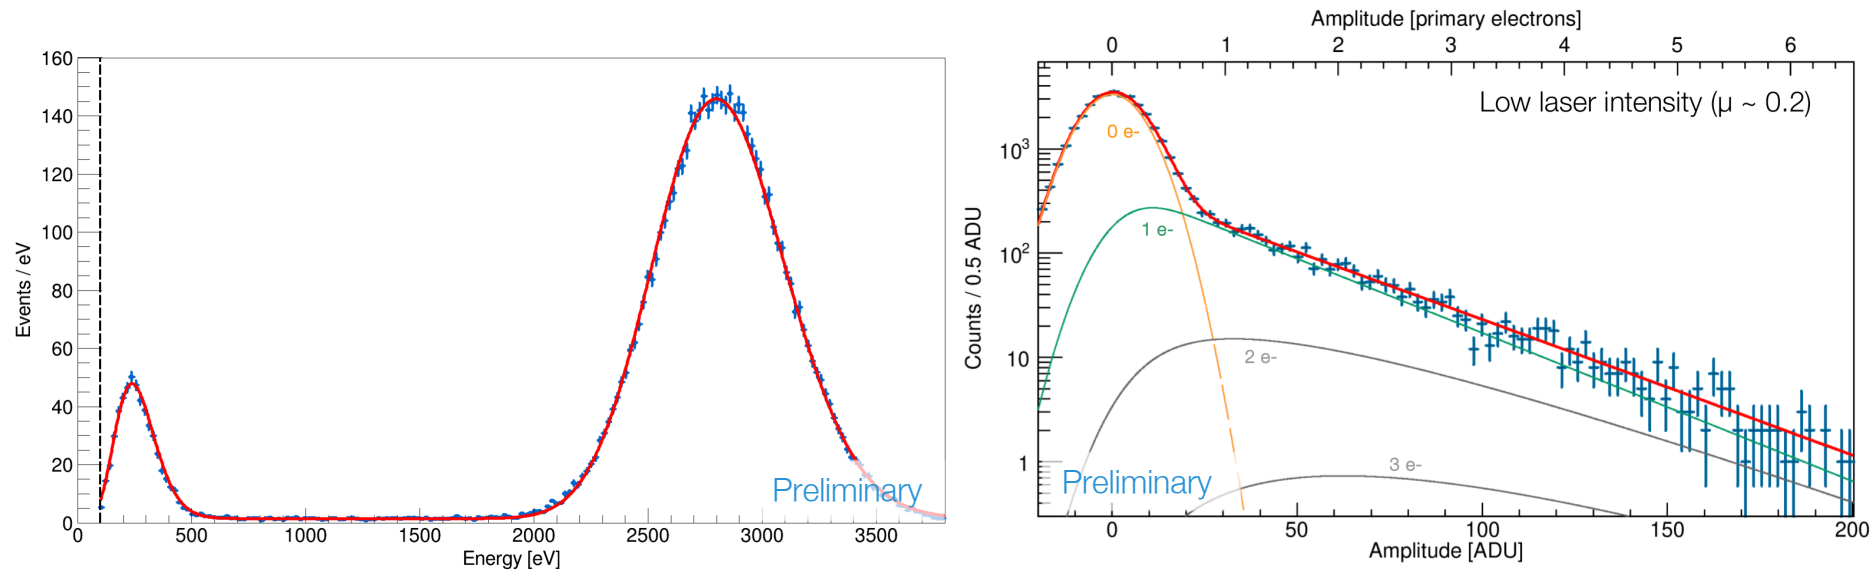 160
140
120
100
80
60
40
20
0
Events / eV
0
500
1000
1500
2000
2500
3000
3500
Energy [eV]
Preliminary
Amplitude [primary electrons]
0
1
2
3
4
5
6
Low laser intensity (μ ~ 0.2)
0 e-
1 e-
2 e-
3 e-
10³
10²
10
1
Counts / 0.5 ADU
Preliminary
0
50
100
150
200
Amplitude [ADU]